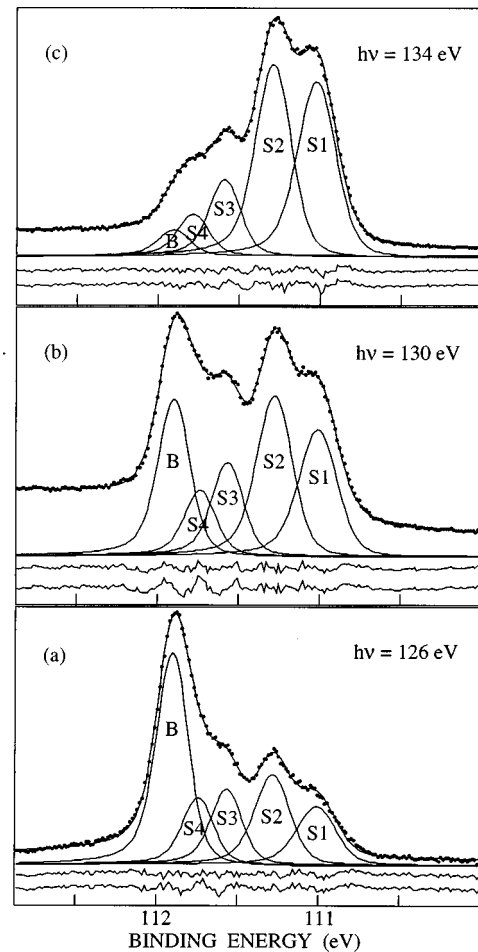 (c)
hν = 134 eV
S2
S1
S3
S4
B
(b)
hν = 130 eV
B
S2
S1
S3
S4
(a)
hν = 126 eV
B
S4
S3
S2
S1
112
111
BINDING ENERGY (eV)